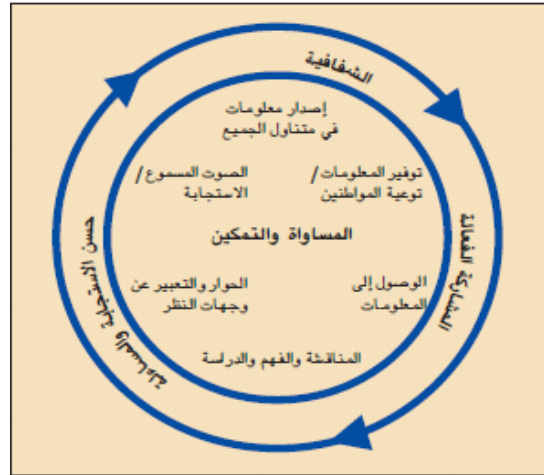 الشفافية
إصدار معلومات
في متناول الجميع
توفير المعلومات/
توعية المواطنين
الصوت المسموع/
الاستجابة
المساواة والتمكين
الوصول إلى
المعلومات
الحوار والتعبير عن
وجهات النظر
المناقشة والفهم والدراسة
المشاركة الفعالة
حسن الاستجابة والمساءلة